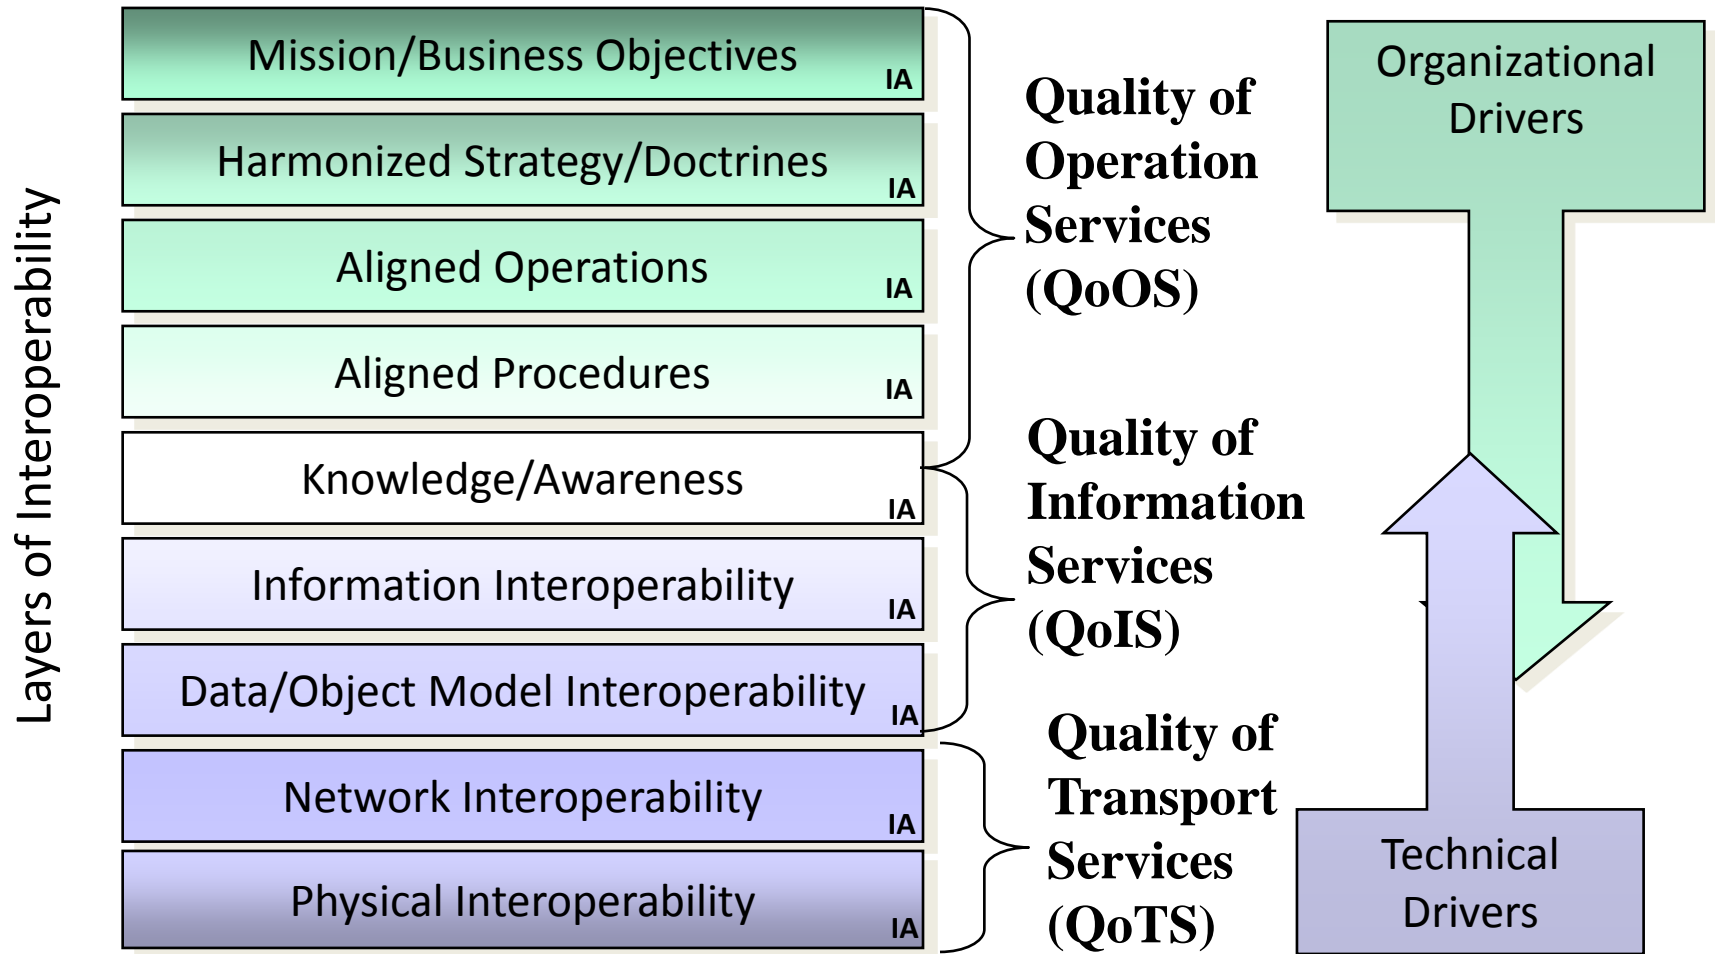 Layers of Interoperability
Mission/Business Objectives
IA
Harmonized Strategy/Doctrines
IA
Aligned Operations
IA
Aligned Procedures
IA
Knowledge/Awareness
IA
Information Interoperability
IA
Data/Object Model Interoperability
IA
Network Interoperability
IA
Physical Interoperability
IA
Quality of
Operation
Services
(QoOS)
Quality of
Information
Services
(QoIS)
Quality of
Transport
Services
(QoTS)
Organizational
Drivers
Technical
Drivers